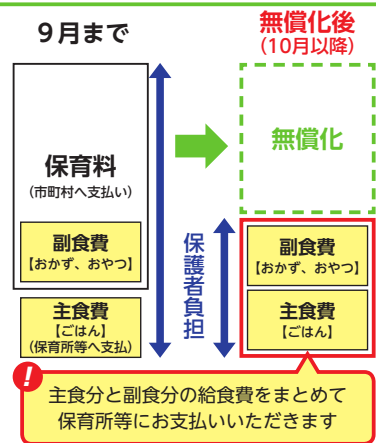 9月まで
無償化後
（10月以降）
保育料
（市町村へ支払い）
副食費
【おかず、おやつ】
主食費
【ごはん】
（保育所等へ支払）
無償化
保護者負担
副食費
【おかず、おやつ】
主食費
【ごはん】
!
主食分と副食分の給食費をまとめて
保育所等にお支払いいただきます